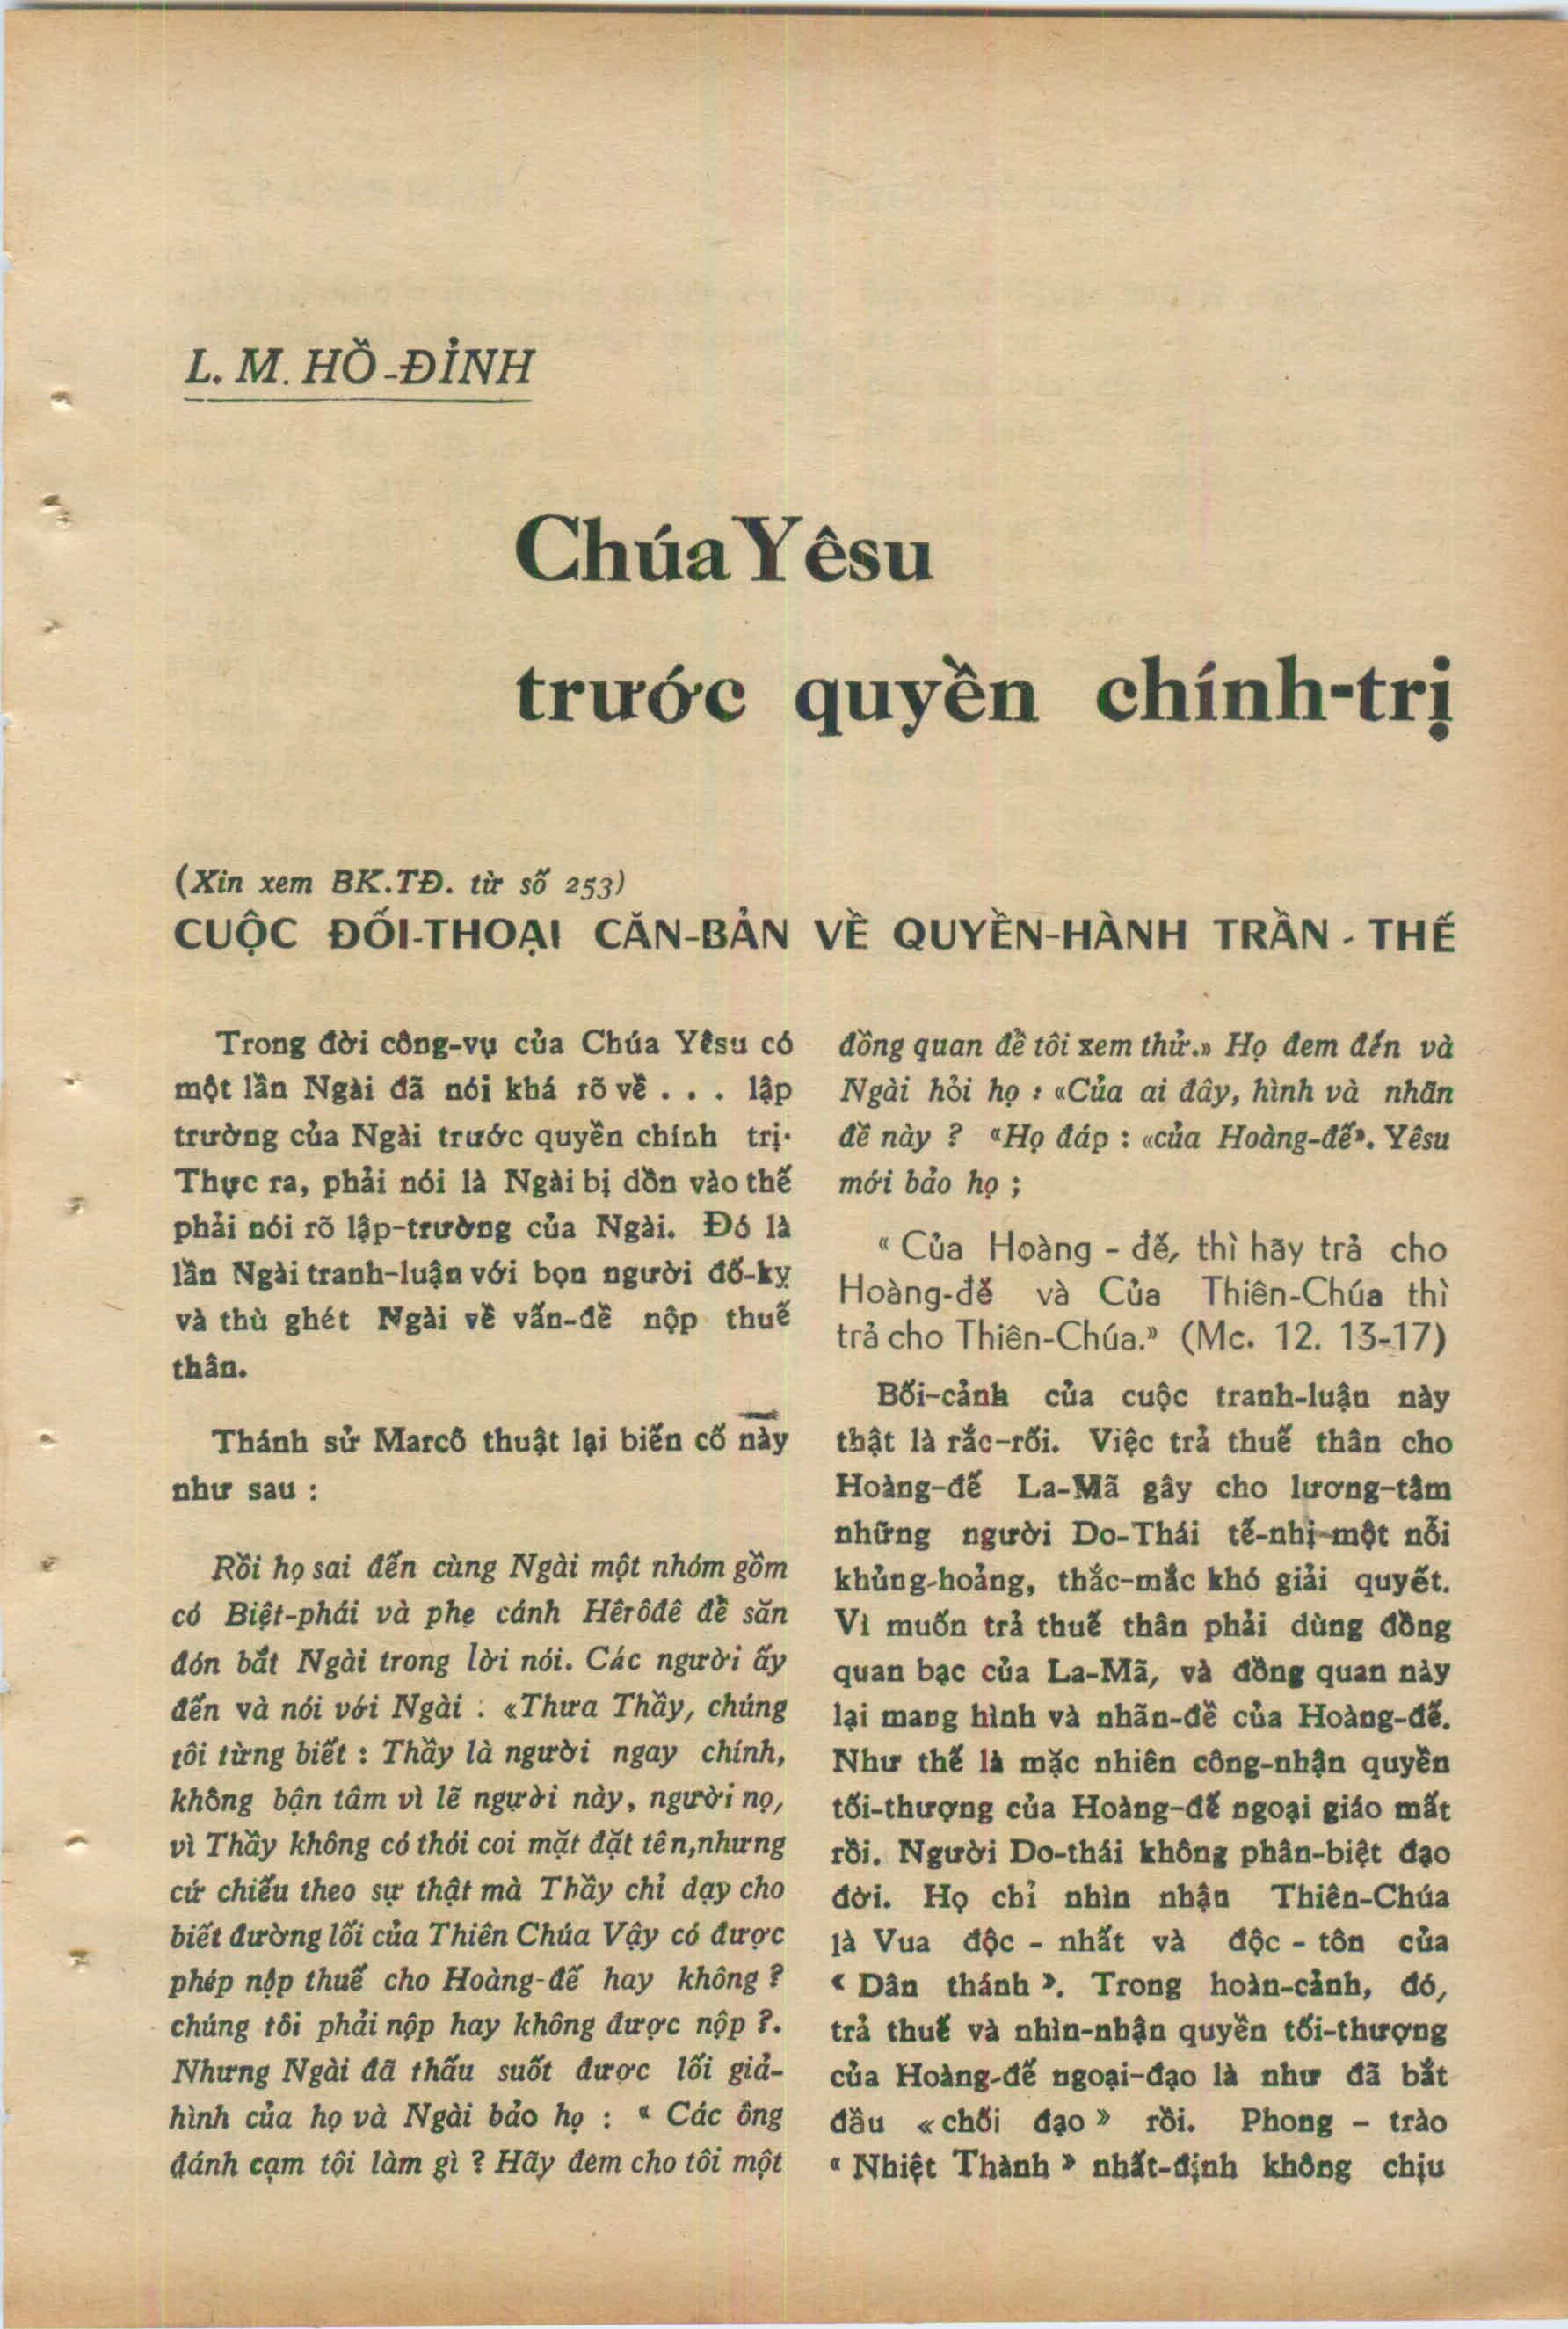 L. M. HỒ-ĐỈNH
Chúa Yêsu
trước quyền chính-trị
(Xin xem BK.TĐ. từ số 253)
CUỘC ĐỐI-THOẠI CĂN-BẢN VỀ QUYỀN-HÀNH TRẦN - THẾ
Trong đời công-vụ của Chúa Yêsu có
một lần Ngài đã nói khá rõ về . . . lập
trường của Ngài trước quyền chính trị.
Thực ra, phải nói là Ngài bị dồn vào thế
phải nói rõ lập-trường của Ngài. Đó là
lần Ngài tranh-luận với bọn người đố-kỵ
và thù ghét Ngài về vấn-đề nộp thuế
thân.
Thánh sử Marcô thuật lại biến cố này
như sau :
Rồi họ sai đến cùng Ngài một nhóm gồm
có Biệt-phái và phe cánh Hêrôđê để săn
đón bắt Ngài trong lời nói. Các người ấy
đến và nói với Ngài : «Thưa Thầy, chúng
tôi từng biết : Thầy là người ngay chính,
không bận tâm vì lẽ người này, người nọ,
vì Thầy không có thói coi mặt đặt tên,nhưng
cứ chiếu theo sự thật mà Thầy chỉ dạy cho
biết đường lối của Thiên Chúa Vậy có được
phép nộp thuế cho Hoàng-đế hay không ?
chúng tôi phải nộp hay không được nộp ?.
Nhưng Ngài đã thấu suốt được lối giả-
hình của họ và Ngài bảo họ : « Các ông
đánh cạm tôi làm gì ? Hãy đem cho tôi một
đồng quan để tôi xem thử.» Họ đem đến và
Ngài hỏi họ : «Của ai đây, hình và nhãn
đề này ? «Họ đáp : «của Hoàng-đế». Yêsu
mới bảo họ ;
« Của Hoàng - đế, thì hãy trả cho
Hoàng-đế và Của Thiên-Chúa thì
trả cho Thiên-Chúa.» (Mc. 12. 13-17)
Bối-cảnh của cuộc tranh-luận này
thật là rắc-rối. Việc trả thuế thân cho
Hoàng-đế La-Mã gây cho lương-tâm
những người Do-Thái tế-nhị một nỗi
khủng-hoảng, thắc-mắc khó giải quyết.
Vì muốn trả thuế thân phải dùng đồng
quan bạc của La-Mã, và đồng quan này
lại mang hình và nhãn-đề của Hoàng-đế.
Như thế là mặc nhiên công-nhận quyền
tối-thượng của Hoàng-đế ngoại giáo mất
rồi. Người Do-thái không phân-biệt đạo
đời. Họ chỉ nhìn nhận Thiên-Chúa
là Vua độc - nhất và độc - tôn của
« Dân thánh ». Trong hoàn-cảnh, đó,
trả thuế và nhìn-nhận quyền tối-thượng
của Hoàng-đế ngoại-đạo là như đã bắt
đầu « chối đạo » rồi. Phong - trào
« Nhiệt Thành » nhất-định không chịu